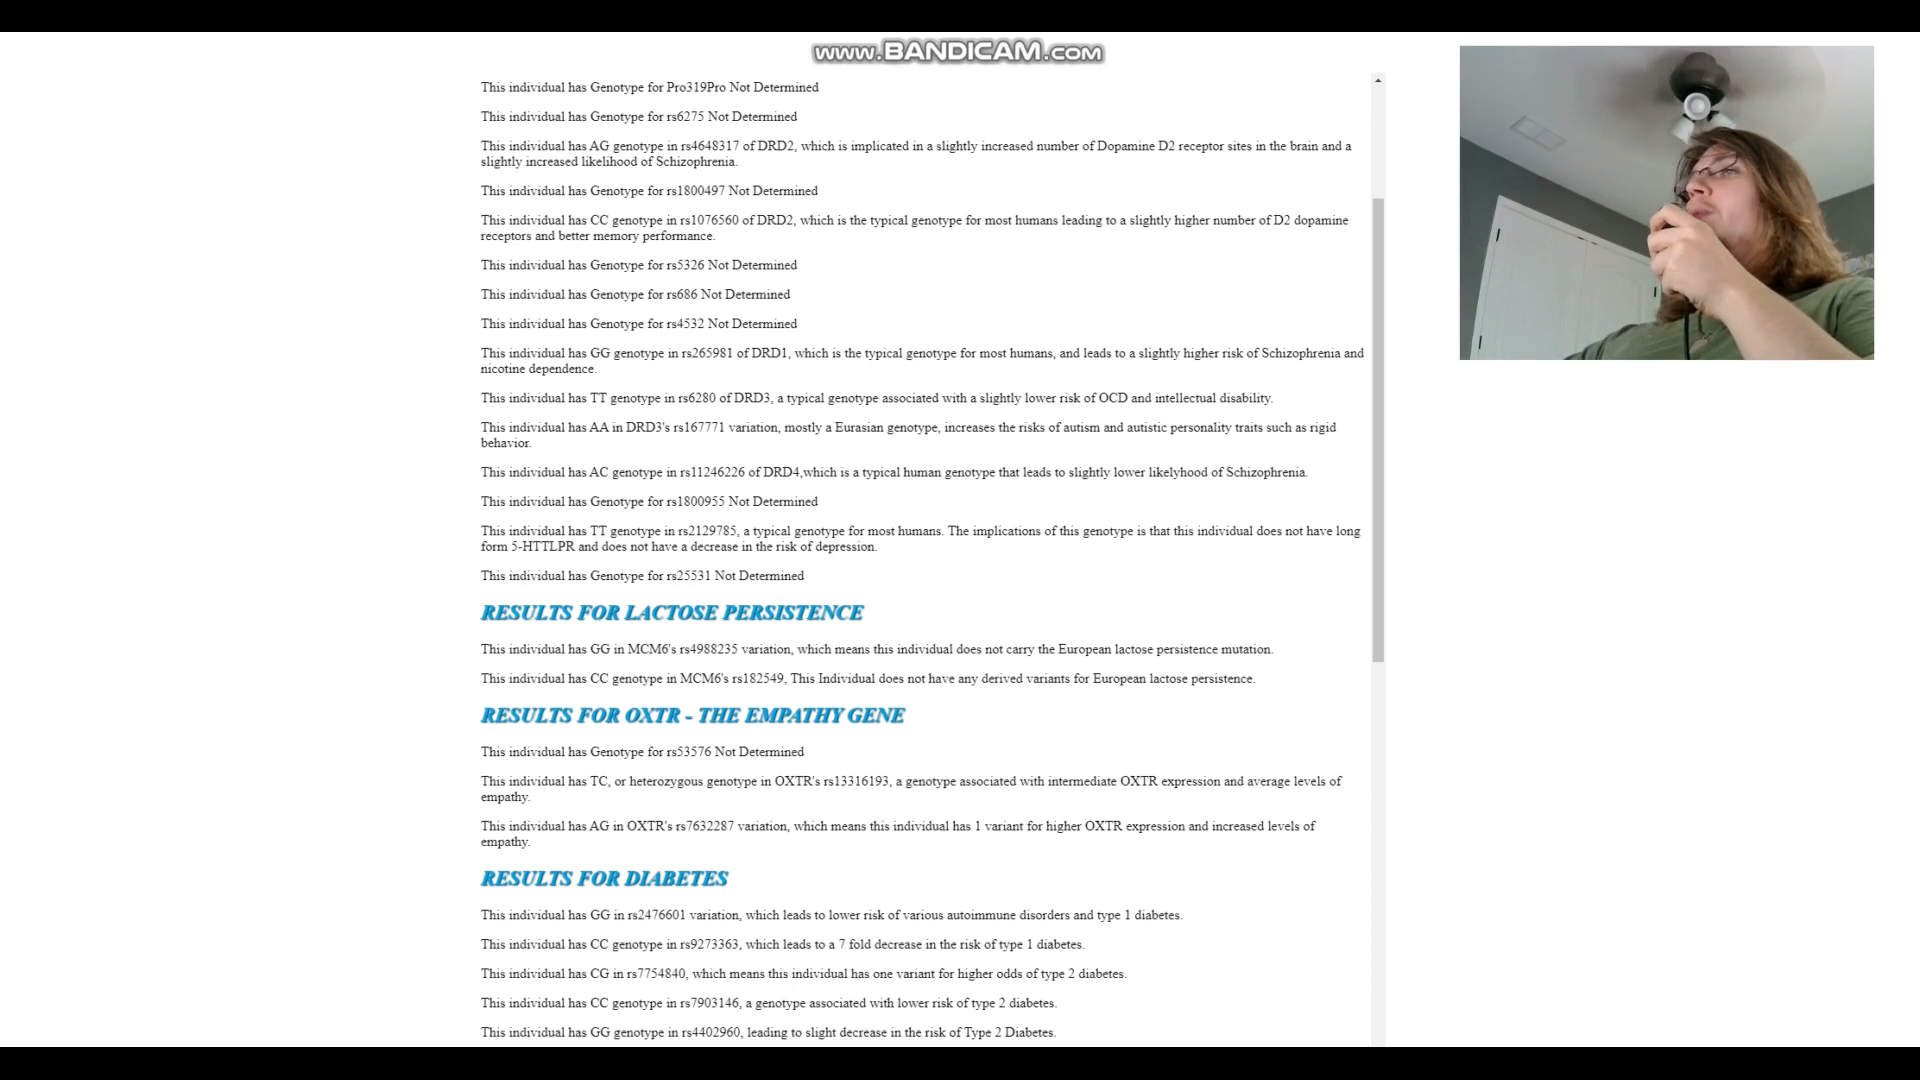 www.BANDICAM.com
This individual has Genotype for Pro319Pro Not Determined
This individual has Genotype for rs6275 Not Determined
This individual has AG genotype in rs4648317 of DRD2, which is implicated in a slightly increased number of Dopamine D2 receptor sites in the brain and a
slightly increased likelihood of Schizophrenia.
This individual has Genotype for rs1800497 Not Determined
This individual has CC genotype in rs1076560 of DRD2, which is the typical genotype for most humans leading to a slightly higher number of D2 dopamine
receptors and better memory performance.
This individual has Genotype for rs5326 Not Determined
This individual has Genotype for rs686 Not Determined
This individual has Genotype for rs4532 Not Determined
This individual has GG genotype in rs265981 of DRD1, which is the typical genotype for most humans, and leads to a slightly higher risk of Schizophrenia and
nicotine dependence.
This individual has TT genotype in rs6280 of DRD3, a typical genotype associated with a slightly lower risk of OCD and intellectual disability.
This individual has AA in DRD3's rs167771 variation, mostly a Eurasian genotype, increases the risks of autism and autistic personality traits such as rigid
behavior.
This individual has AC genotype in rs11246226 of DRD4,which is a typical human genotype that leads to slightly lower likelyhood of Schizophrenia.
This individual has Genotype for rs1800955 Not Determined
This individual has TT genotype in rs2129785, a typical genotype for most humans. The implications of this genotype is that this individual does not have long
form 5-HTTLPR and does not have a decrease in the risk of depression.
This individual has Genotype for rs25531 Not Determined
RESULTS FOR LACTOSE PERSISTENCE
This individual has GG in MCM6's rs4988235 variation, which means this individual does not carry the European lactose persistence mutation.
This individual has CC genotype in MCM6's rs182549, This Individual does not have any derived variants for European lactose persistence.
RESULTS FOR OXTR - THE EMPATHY GENE
This individual has Genotype for rs53576 Not Determined
This individual has TC, or heterozygous genotype in OXTR's rs13316193, a genotype associated with intermediate OXTR expression and average levels of
empathy.
This individual has AG in OXTR's rs7632287 variation, which means this individual has 1 variant for higher OXTR expression and increased levels of
empathy.
RESULTS FOR DIABETES
This individual has GG in rs2476601 variation, which leads to lower risk of various autoimmune disorders and type 1 diabetes.
This individual has CC genotype in rs9273363, which leads to a 7 fold decrease in the risk of type 1 diabetes.
This individual has CG in rs7754840, which means this individual has one variant for higher odds of type 2 diabetes.
This individual has CC genotype in rs7903146, a genotype associated with lower risk of type 2 diabetes.
This individual has GG genotype in rs4402960, leading to slight decrease in the risk of Type 2 Diabetes.